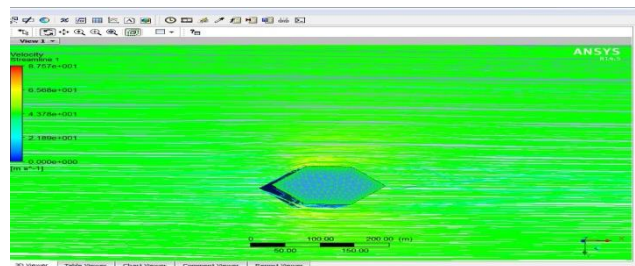 View 1
ANSYS
R14.5
Velocity
Streamline 1
8.757e+001
6.568e+001
4.378e+001
2.189e+001
0.000e+000
[m s^-1]
0 100.00 200.00 (m)
50.00 150.00
3D Viewer Table Viewer Chart Viewer Comment Viewer Report Viewer